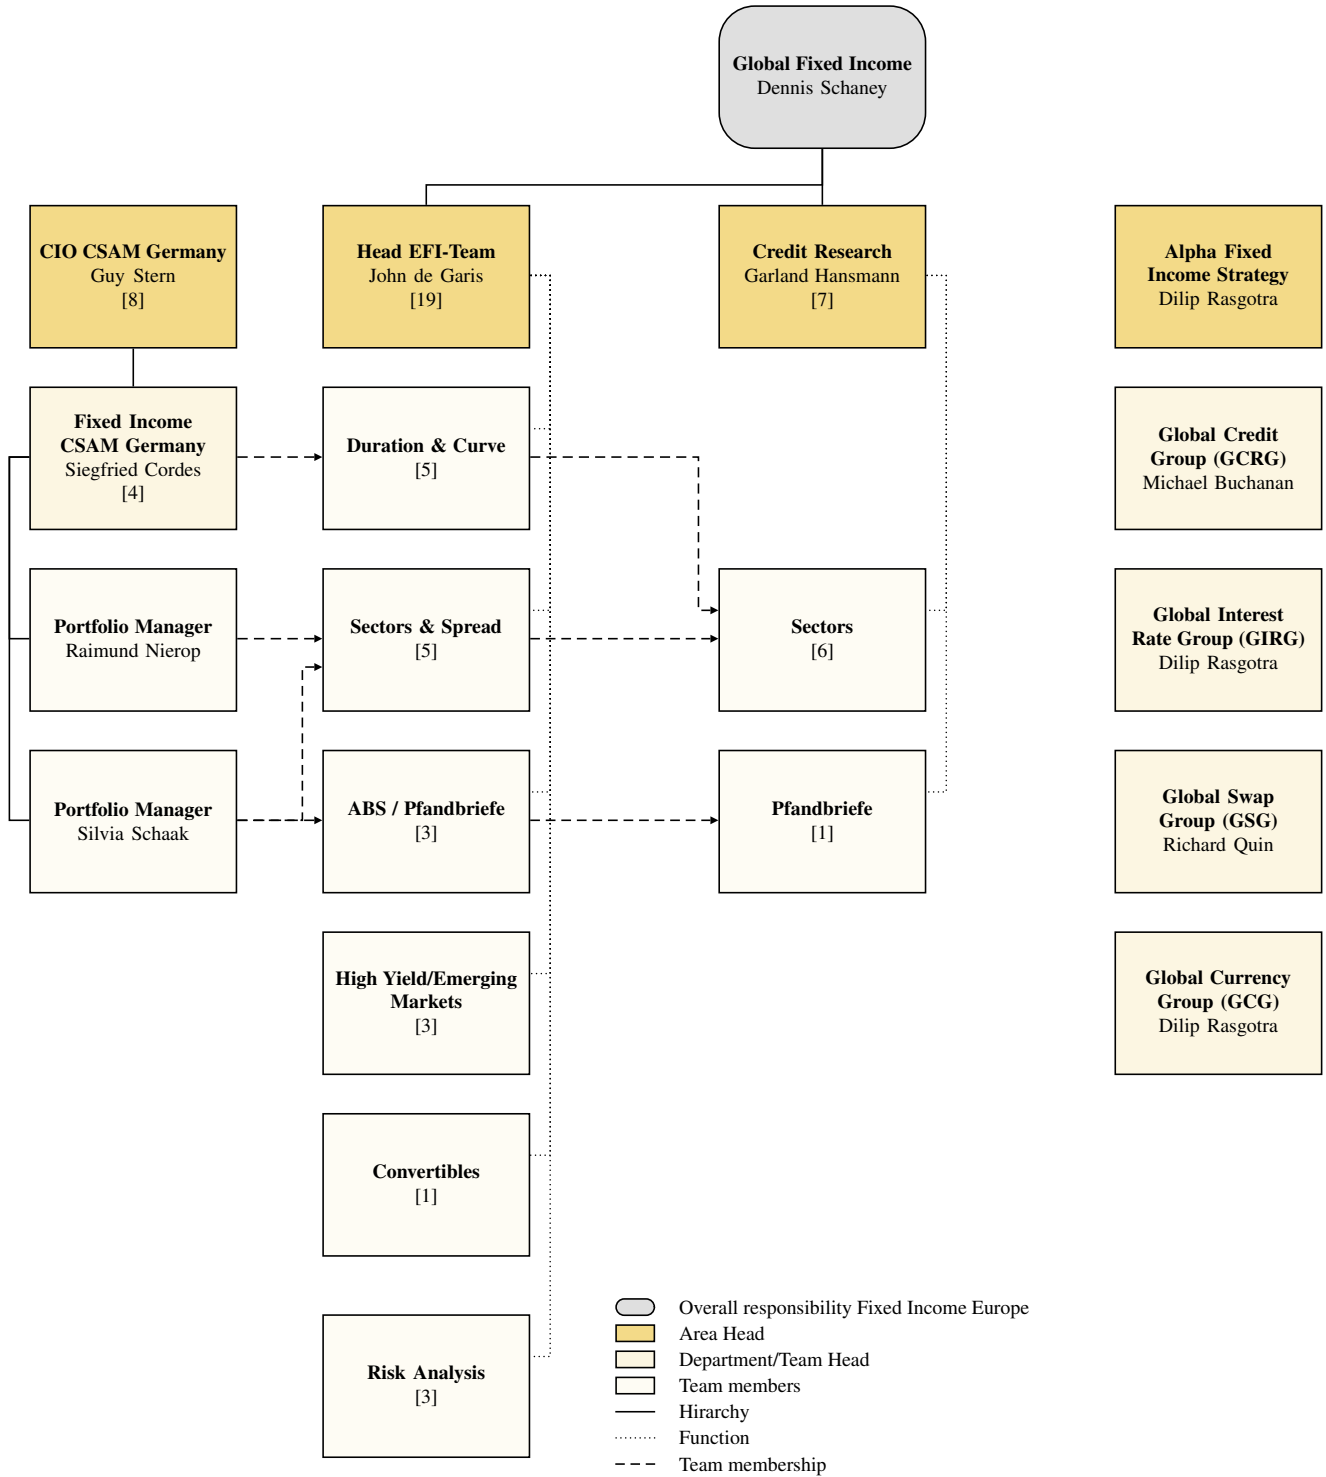 Global Fixed Income
Dennis Schaney
CIO CSAM Germany
Guy Stern
[8]
Head EFI-Team
John de Garis
[19]
Credit Research
Garland Hansmann
[7]
Alpha Fixed
Income Strategy
Dilip Rasgotra
Fixed Income
CSAM Germany
Siegfried Cordes
[4]
Duration & Curve
[5]
Global Credit
Group (GCRG)
Michael Buchanan
Portfolio Manager
Raimund Nierop
Sectors & Spread
[5]
Sectors
[6]
Global Interest
Rate Group (GIRG)
Dilip Rasgotra
Portfolio Manager
Silvia Schaak
ABS / Pfandbriefe
[3]
Pfandbriefe
[1]
Global Swap
Group (GSG)
Richard Quin
High Yield/Emerging
Markets
[3]
Global Currency
Group (GCG)
Dilip Rasgotra
Convertibles
[1]
Risk Analysis
[3]
Overall responsibility Fixed Income Europe
Area Head
Department/Team Head
Team members
Hirarchy
Function
Team membership